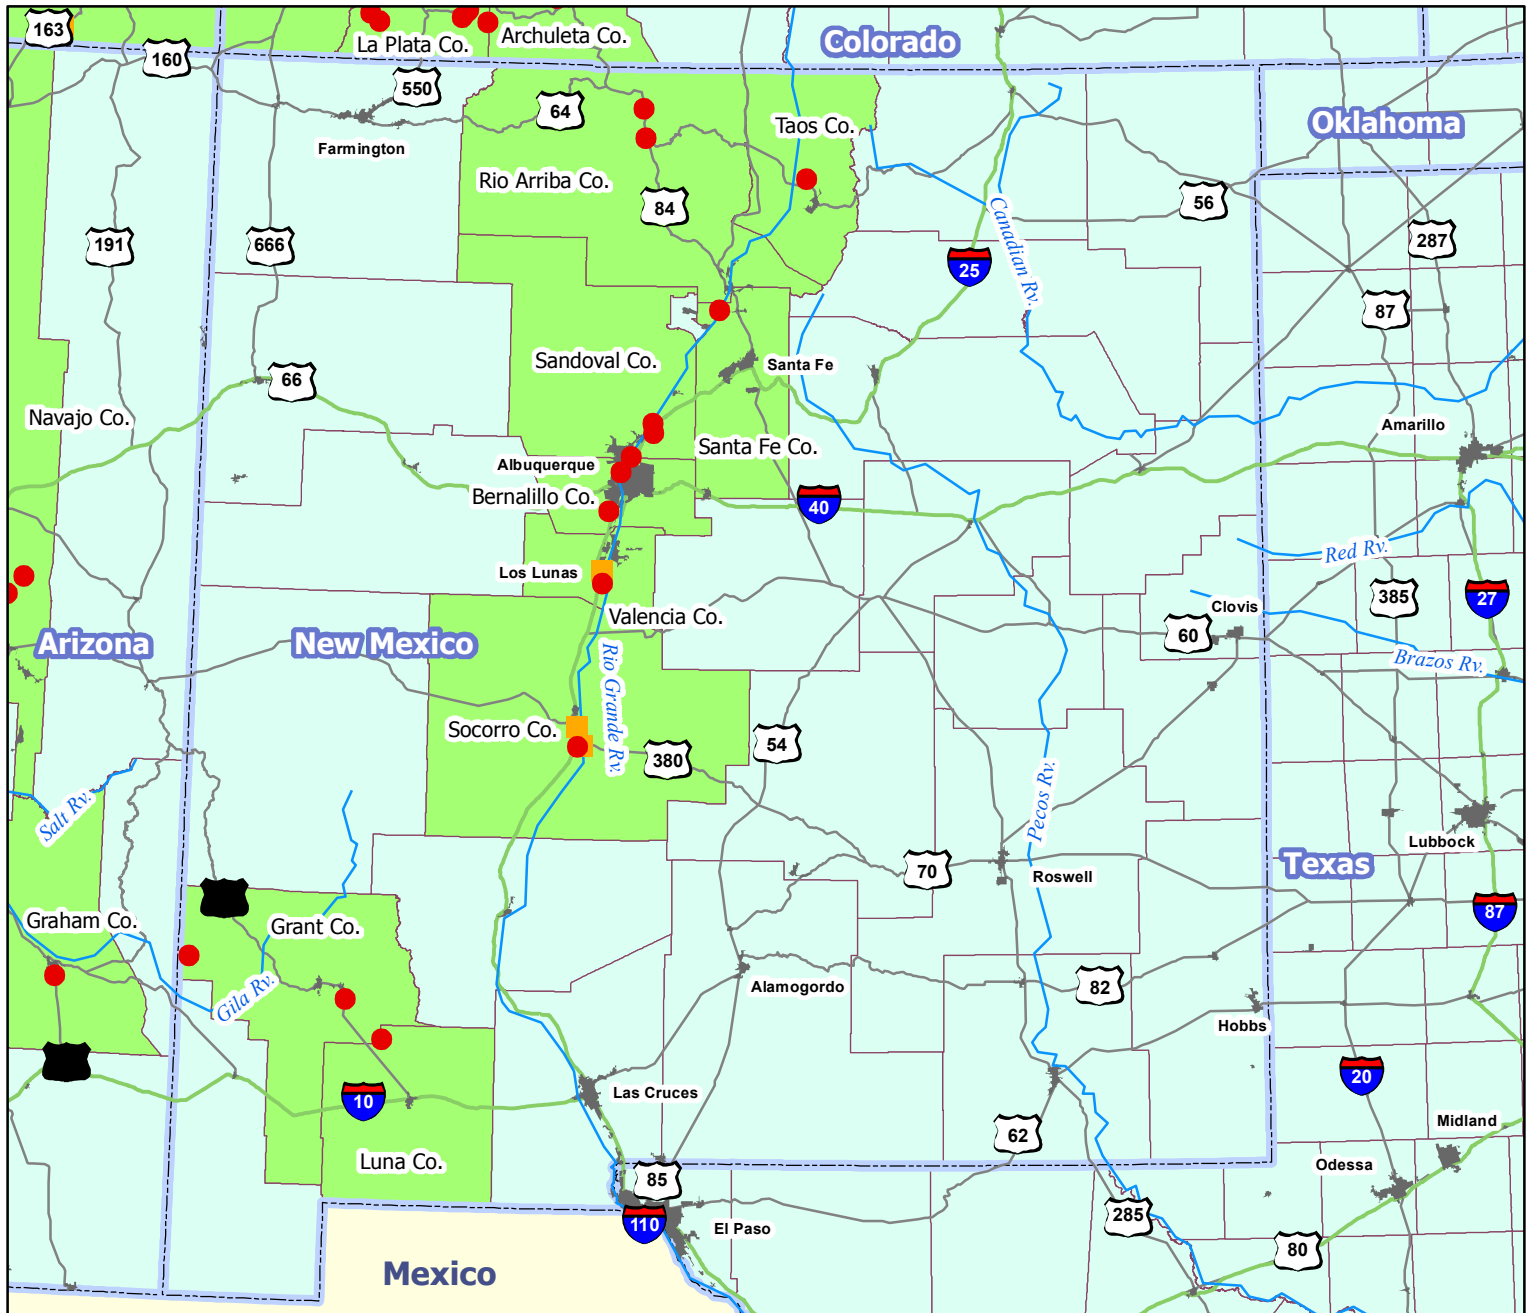 163
La Plata Co.
Archuleta Co.
Colorado
160
550
64
Taos Co.
Oklahoma
Farmington
Rio Arriba Co.
84
56
191
666
Canadian Rv.
25
287
87
Sandoval Co.
Santa Fe
66
Navajo Co.
Amarillo
Santa Fe Co.
Albuquerque
Bernalillo Co.
40
Red Rv.
Los Lunas
385
27
Clovis
Valencia Co.
60
Arizona
New Mexico
Brazos Rv.
Rio Grande Rv.
Socorro Co.
54
380
Salt Rv.
Pecos Rv.
Lubbock
70
Roswell
Texas
87
Graham Co.
Grant Co.
Gila Rv.
Alamogordo
82
Hobbs
20
10
Las Cruces
62
Midland
Luna Co.
Odessa
85
285
110
El Paso
80
Mexico